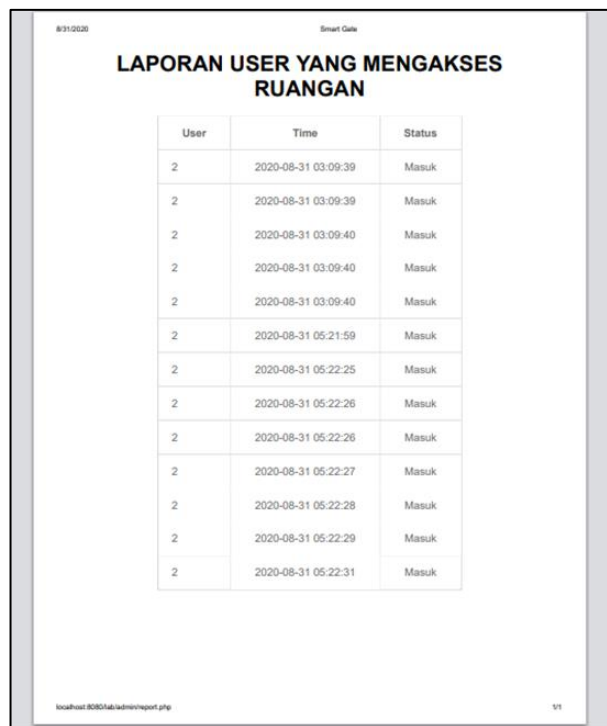 8/31/2020 Smart Gate
LAPORAN USER YANG MENGAKSES
RUANGAN
User Time Status
2 2020-08-31 03:09:39 Masuk
2 2020-08-31 03:09:39 Masuk
2 2020-08-31 03:09:40 Masuk
2 2020-08-31 03:09:40 Masuk
2 2020-08-31 03:09:40 Masuk
2 2020-08-31 05:21:59 Masuk
2 2020-08-31 05:22:25 Masuk
2 2020-08-31 05:22:26 Masuk
2 2020-08-31 05:22:26 Masuk
2 2020-08-31 05:22:27 Masuk
2 2020-08-31 05:22:28 Masuk
2 2020-08-31 05:22:29 Masuk
2 2020-08-31 05:22:31 Masuk
localhost:8080/lab/admin/report.php 1/1